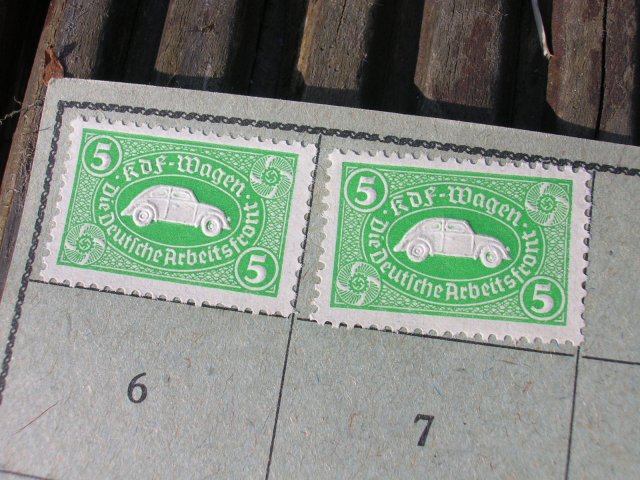 5
·KdF-Wagen·
Die Deutsche Arbeitsfront
5
5
·KdF-Wagen·
Die Deutsche Arbeitsfront
5
6
7